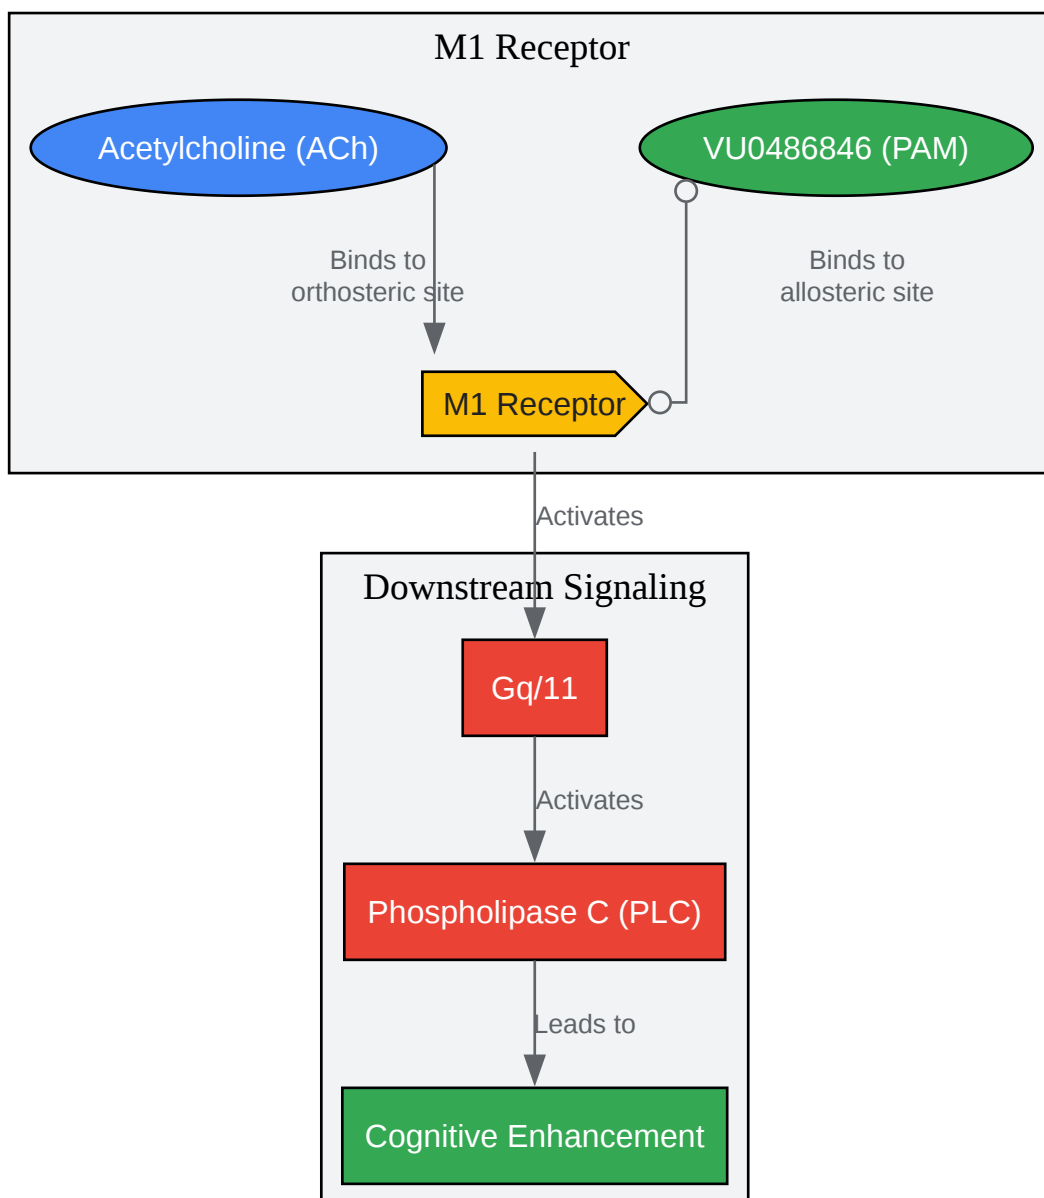 M1 Receptor
Acetylcholine (ACh)
VU0486846 (PAM)
Binds to
orthosteric site
Binds to
allosteric site
M1 Receptor
Activates
Downstream Signaling
Gq/11
Activates
Phospholipase C (PLC)
Leads to
Cognitive Enhancement